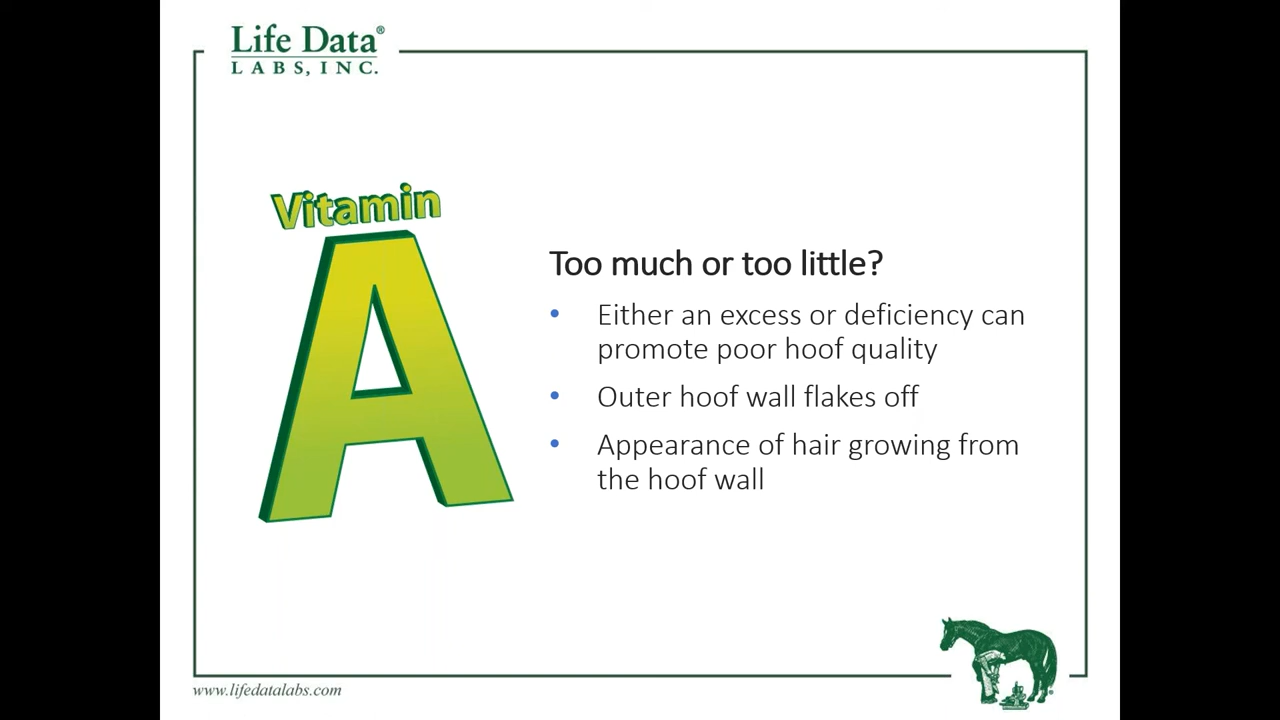 Life Data®
LABS, INC.
Vitamin
A
Too much or too little?
• Either an excess or deficiency can
promote poor hoof quality
• Outer hoof wall flakes off
• Appearance of hair growing from
the hoof wall
www.lifedatalabs.com
®